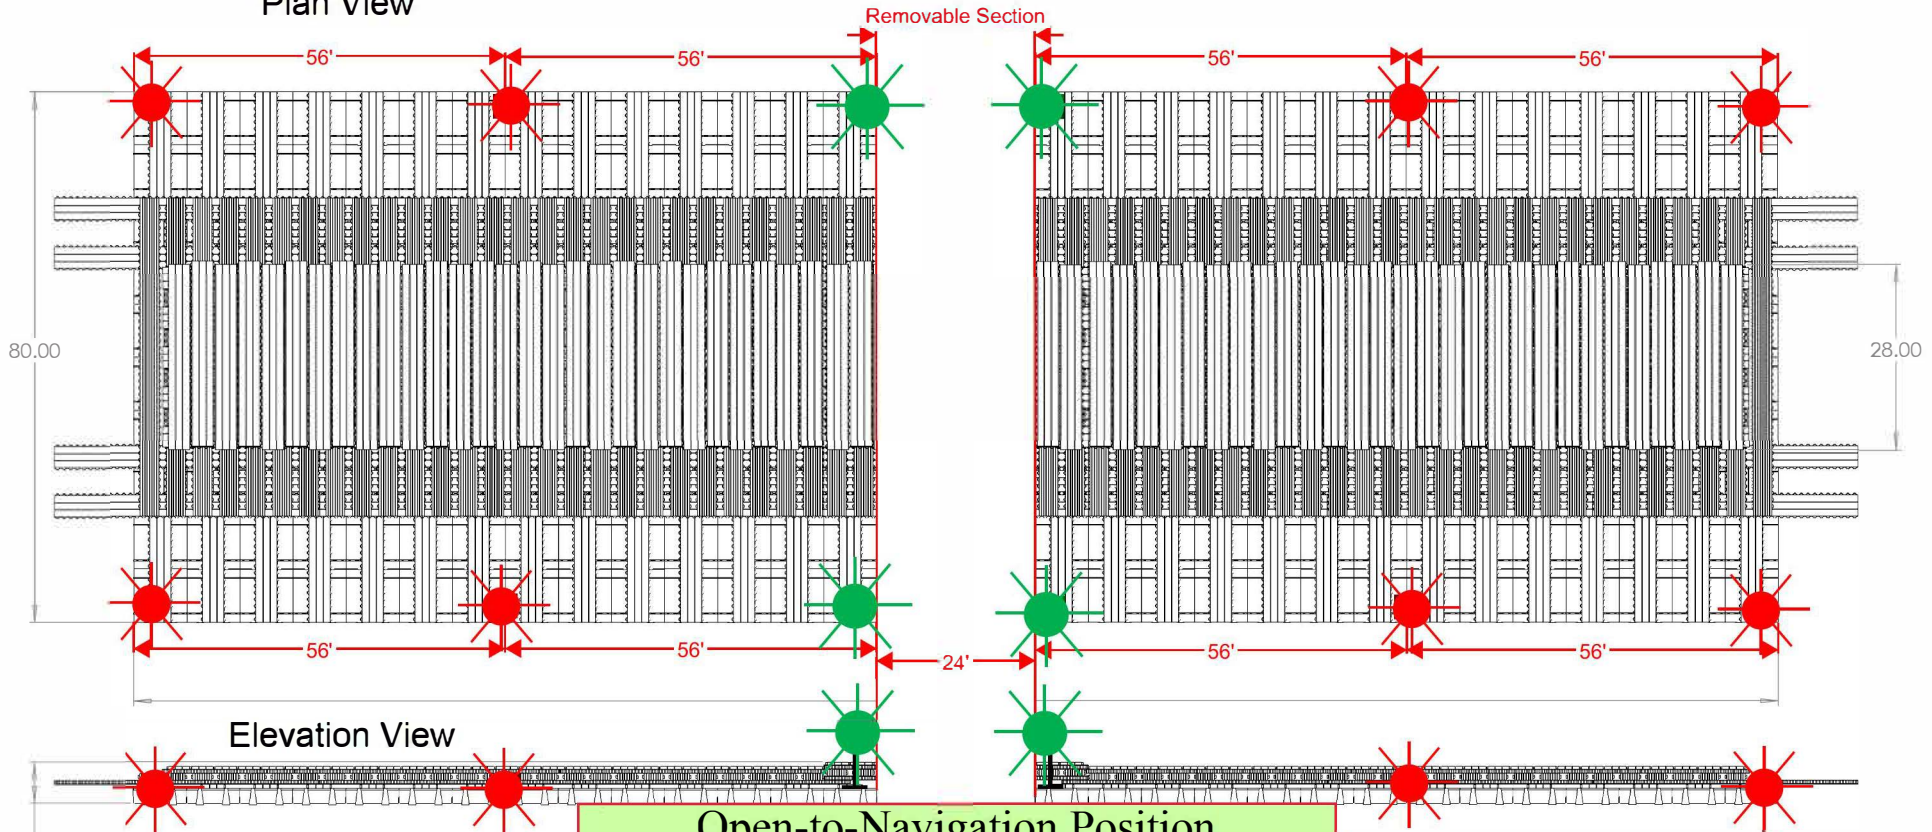 Plan View
Removable Section
56'
56'
56'
56'
80.00
28.00
56'
56'
24'
56'
56'
Elevation View
Open-to-Navigation Position